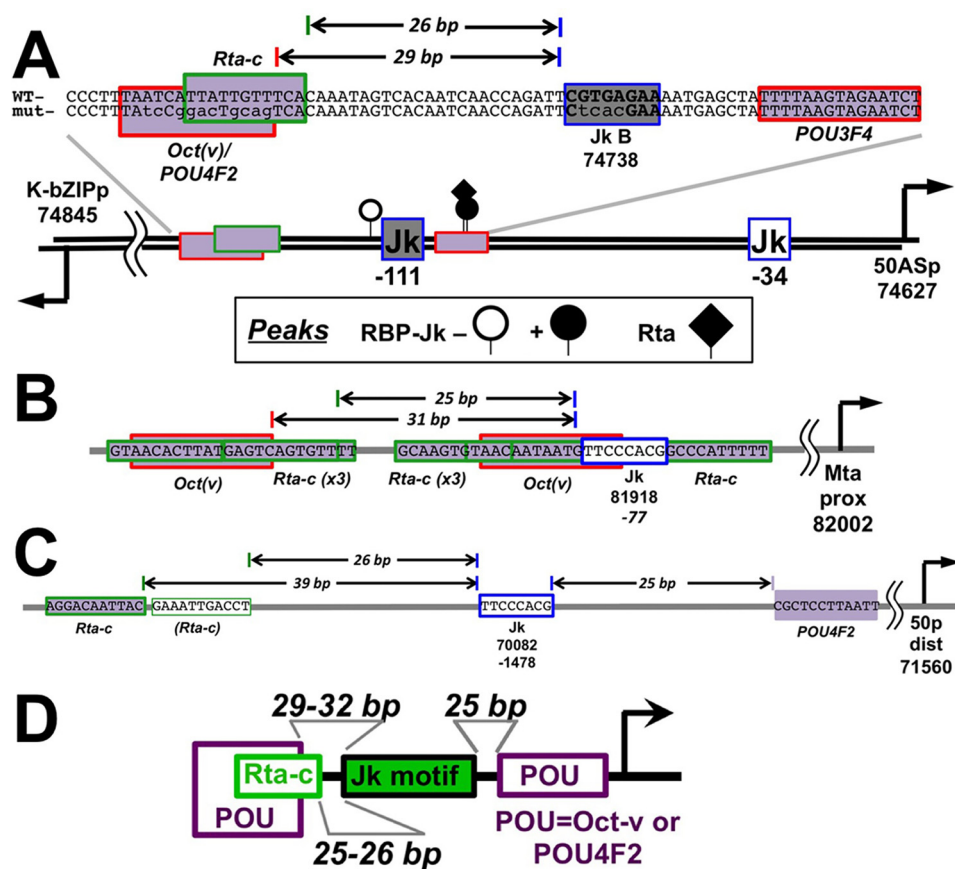 A
26 bp
29 bp
Rta-c
WT- CCCTTTAATCATTATTGTTTCACAAATAGTCACAATCAACCAGATTCGTGAGAAAATGAGCTATTTTAAGTAGAATCT
mut- CCCTTTATccGgactTgcagTCACAAATAGTCACAATCAACCAGATTCtcacGAAAATGAGCTATTTTAAGTAGAATCT
Oct(v)/
POU4F2
Jk B
74738
POU3F4
K-bZIPp
74845
Jk
-111
Jk
-34
50ASp
74627
Peaks RBP-Jk – + Rta
B
25 bp
31 bp
GTAACACTTATGAGTCAGTGTTTT GCAAGTGTAACAATAATGTTCCCACGGCCCATTTTT
Oct(v) Rta-c (x3) Rta-c (x3) Oct(v) Jk Rta-c
81918
-77
Mta
prox
82002
C
26 bp
39 bp
25 bp
AGGACAATTAC GAAATTGACCT TTCCCACG CGCTCCTTAATT
Rta-c (Rta-c) Jk POU4F2
70082
-1478
50p
dist
71560
D
29-32 bp 25 bp
Rta-c Jk motif POU
POU
25-26 bp
POU=Oct-v or
POU4F2